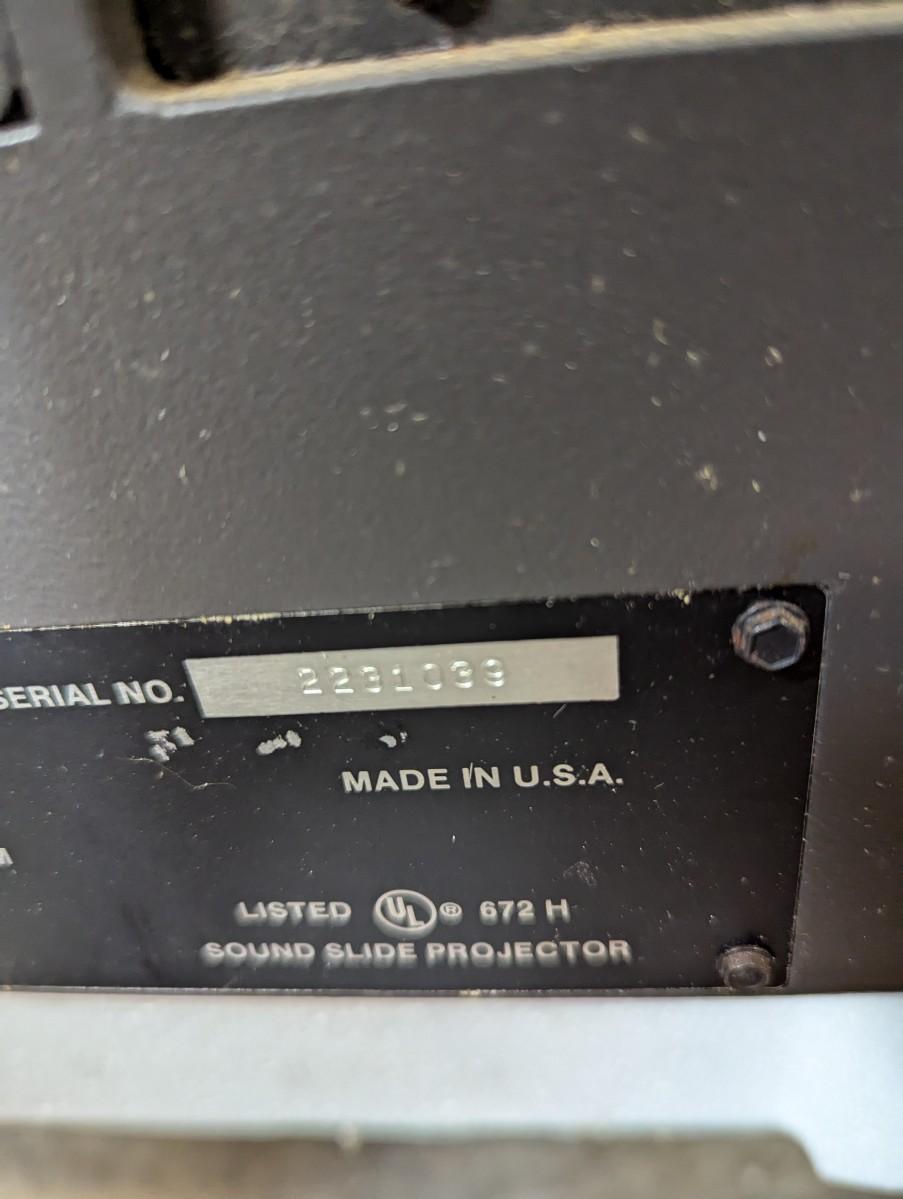 SERIAL NO. 2231039
MADE IN U.S.A.
LISTED UL® 672 H
SOUND SLIDE PROJECTOR